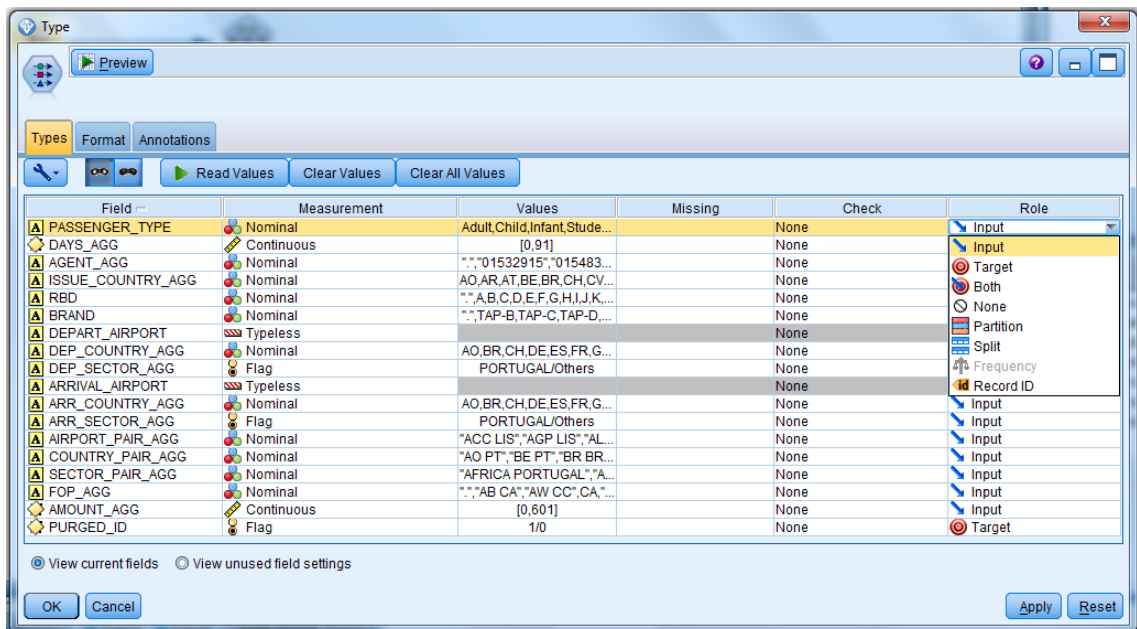 Type
Preview
Types Format Annotations
Read Values Clear Values Clear All Values
Field Measurement Values Missing Check Role
PASSENGER_TYPE Nominal Adult,Child,Infant,Stude... None Input
DAYS_AGG Continuous [0,91] None Input
AGENT_AGG Nominal ".","01532915","015483... None Target
ISSUE_COUNTRY_AGG Nominal AO,AR,AT,BE,BR,CH,CV... None Both
RBD Nominal ".",A,B,C,D,E,F,G,H,I,J,K,... None None
BRAND Nominal ".",TAP-B,TAP-C,TAP-D,... None Partition
DEPART_AIRPORT Typeless None Split
DEP_COUNTRY_AGG Nominal AO,BR,CH,DE,ES,FR,G... None Frequency
DEP_SECTOR_AGG Flag PORTUGAL/Others None id Record ID
ARRIVAL_AIRPORT Typeless None
ARR_COUNTRY_AGG Nominal AO,BR,CH,DE,ES,FR,G... None Input
ARR_SECTOR_AGG Flag PORTUGAL/Others None Input
AIRPORT_PAIR_AGG Nominal "ACC LIS","AGP LIS","AL... None Input
COUNTRY_PAIR_AGG Nominal "AO PT","BE PT","BR BR... None Input
SECTOR_PAIR_AGG Nominal "AFRICA PORTUGAL","A... None Input
FOP_AGG Nominal ".","AB CA","AW CC",CA,"... None Input
AMOUNT_AGG Continuous [0,601] None Input
PURGED_ID Flag 1/0 None Target
View current fields View unused field settings
OK Cancel Apply Reset